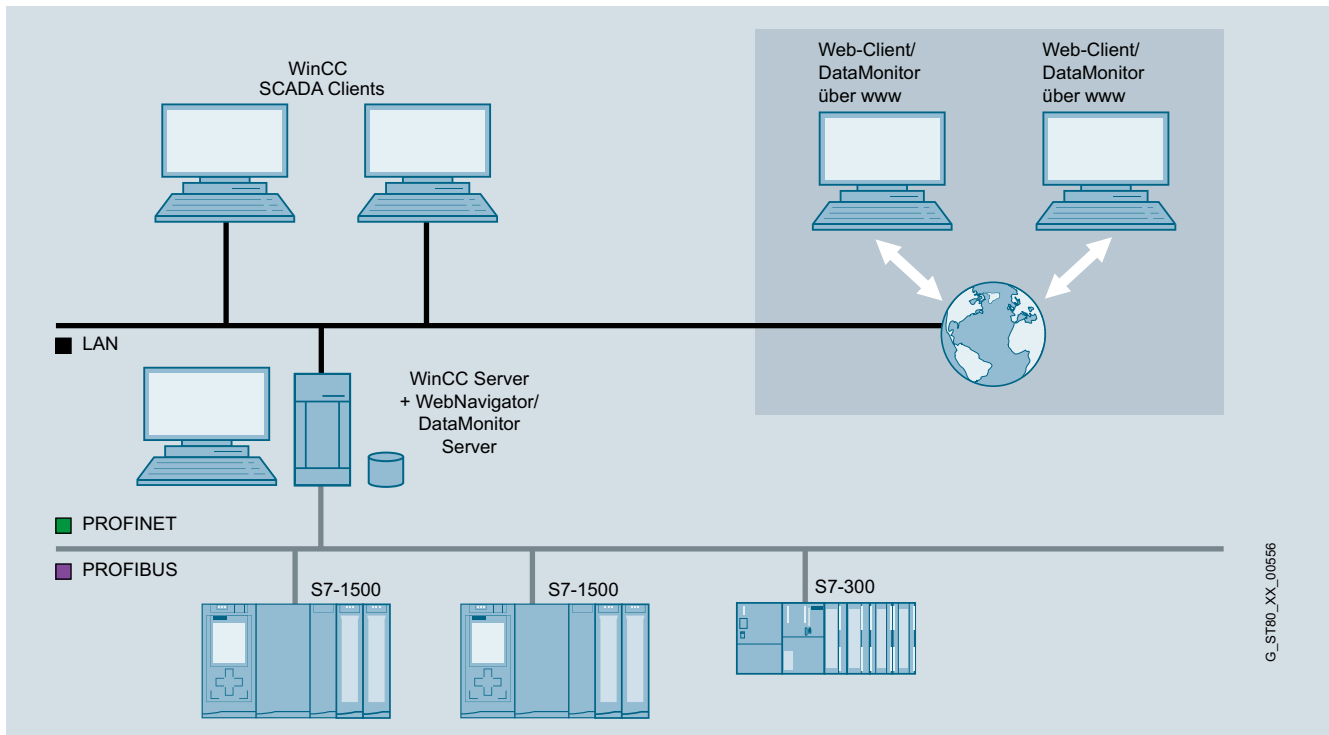 WinCC
SCADA Clients
Web-Client/
DataMonitor
über www
Web-Client/
DataMonitor
über www
LAN
WinCC Server
+ WebNavigator/
DataMonitor
Server
PROFINET
PROFIBUS
S7-1500
S7-1500
S7-300
G_ST80_XX_00556